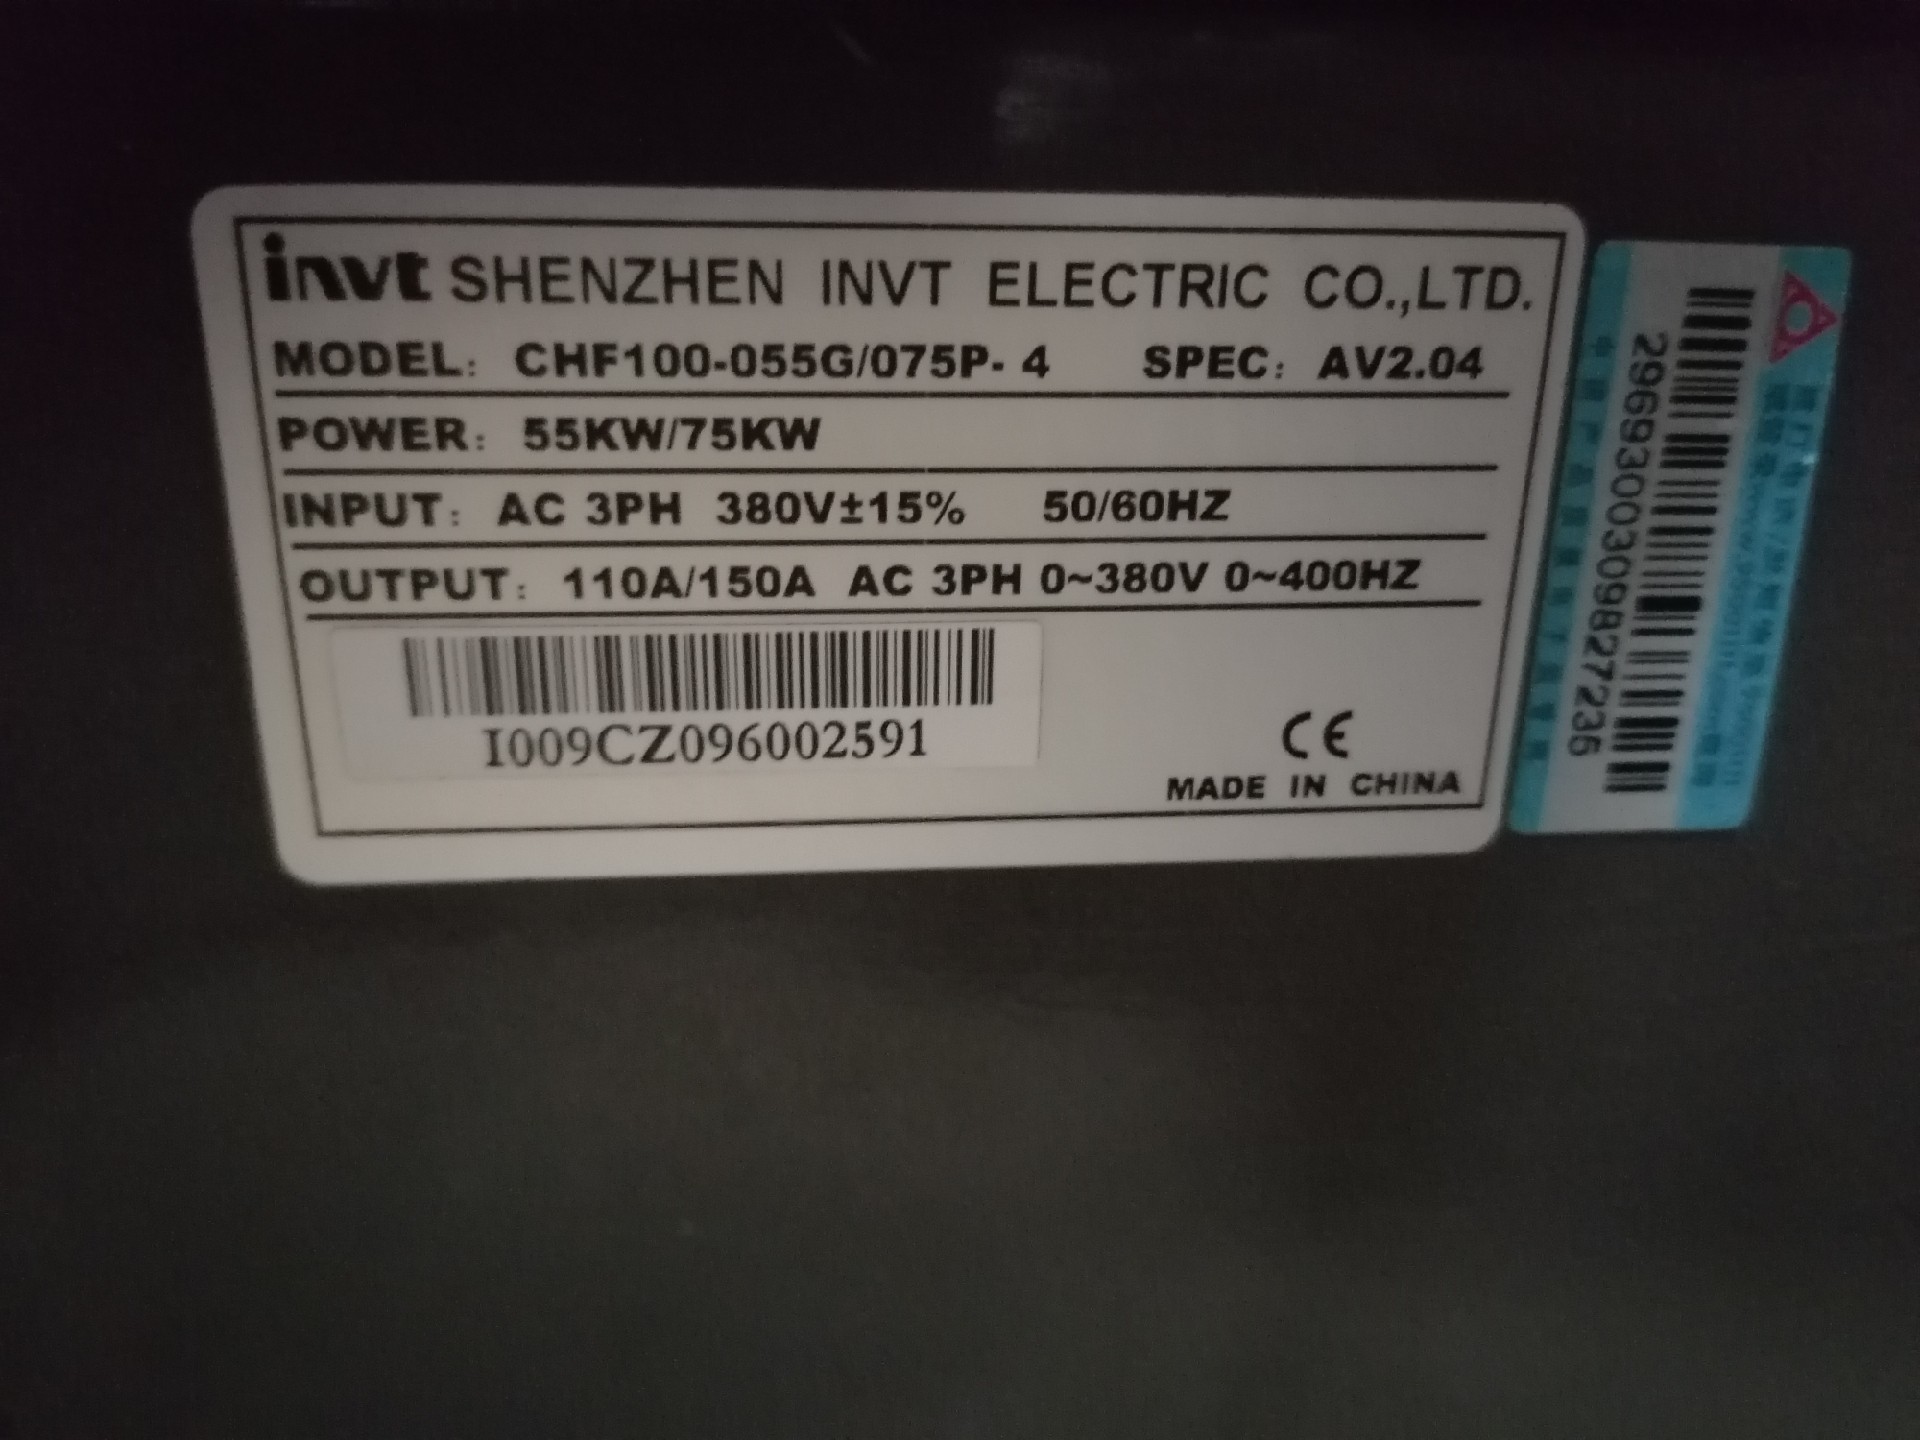 invt SHENZHEN INVT ELECTRIC CO.,LTD.
MODEL: CHF100-055G/075P- 4 SPEC: AV2.04
POWER: 55KW/75KW
INPUT: AC 3PH 380V±15% 50/60HZ
OUTPUT: 110A/150A AC 3PH 0~380V 0~400HZ
I009CZ096002591
CE
MADE IN CHINA
2969300309827236